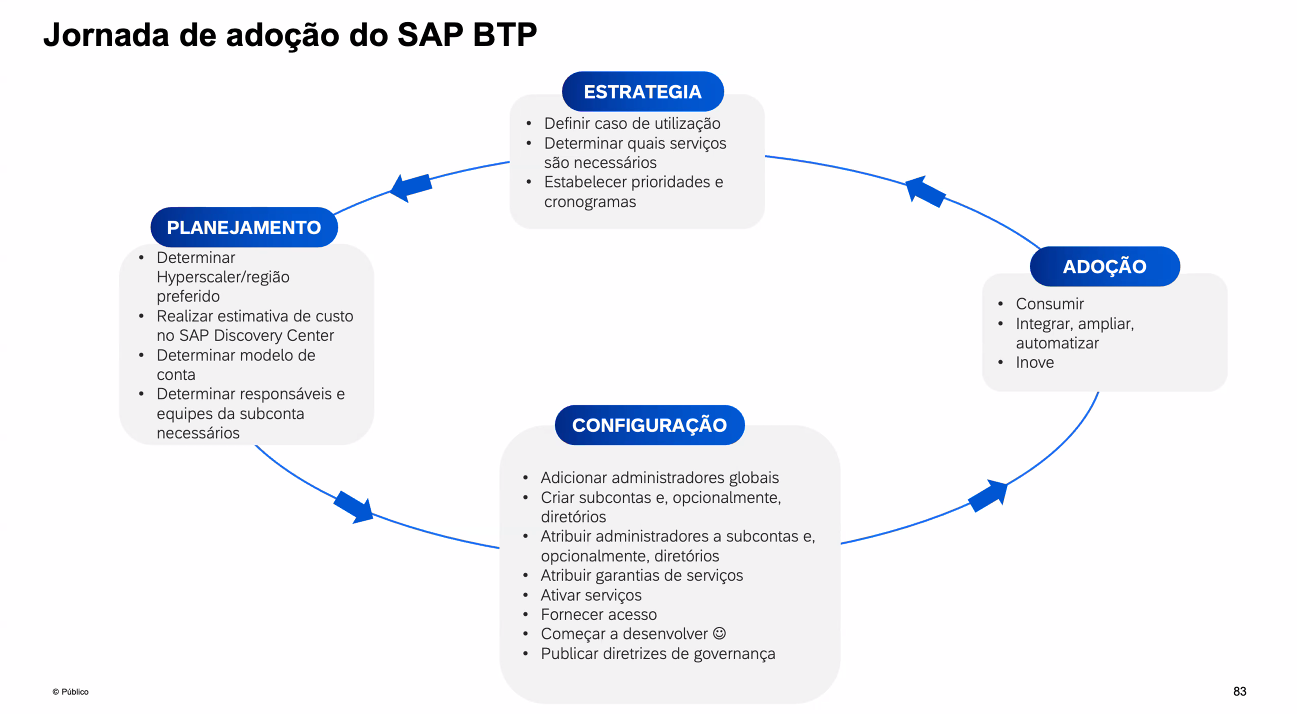 Jornada de adoção do SAP BTP
ESTRATEGIA
• Definir caso de utilização
• Determinar quais serviços
são necessários
• Estabelecer prioridades e
cronogramas
PLANEJAMENTO
• Determinar
Hyperscaler/região
preferido
• Realizar estimativa de custo
no SAP Discovery Center
• Determinar modelo de
conta
• Determinar responsáveis e
equipes da subconta
necessários
ADOÇÃO
• Consumir
• Integrar, ampliar,
automatizar
• Inove
CONFIGURAÇÃO
• Adicionar administradores globais
• Criar subcontas e, opcionalmente,
diretórios
• Atribuir administradores a subcontas e,
opcionalmente, diretórios
• Atribuir garantias de serviços
• Ativar serviços
• Fornecer acesso
• Começar a desenvolver ☺
• Publicar diretrizes de governança
© Público
83